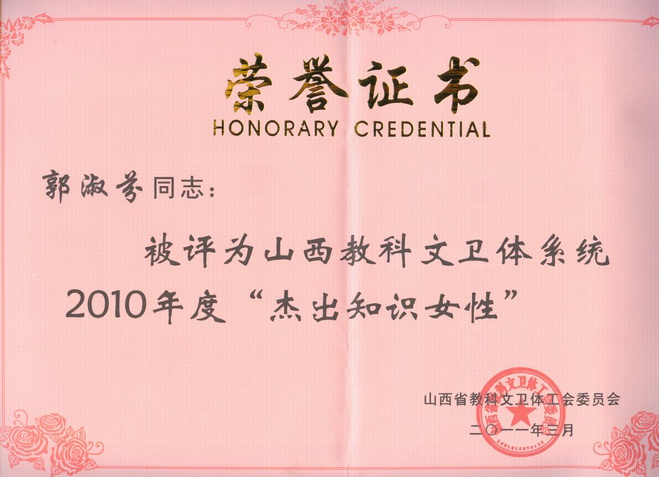 荣誉证书
HONORARY CREDENTIAL
郭淑芬同志：
被评为山西教科文卫体系统
2010年度“杰出知识女性”
山西省教科文卫体工会委员会
二〇一一年三月